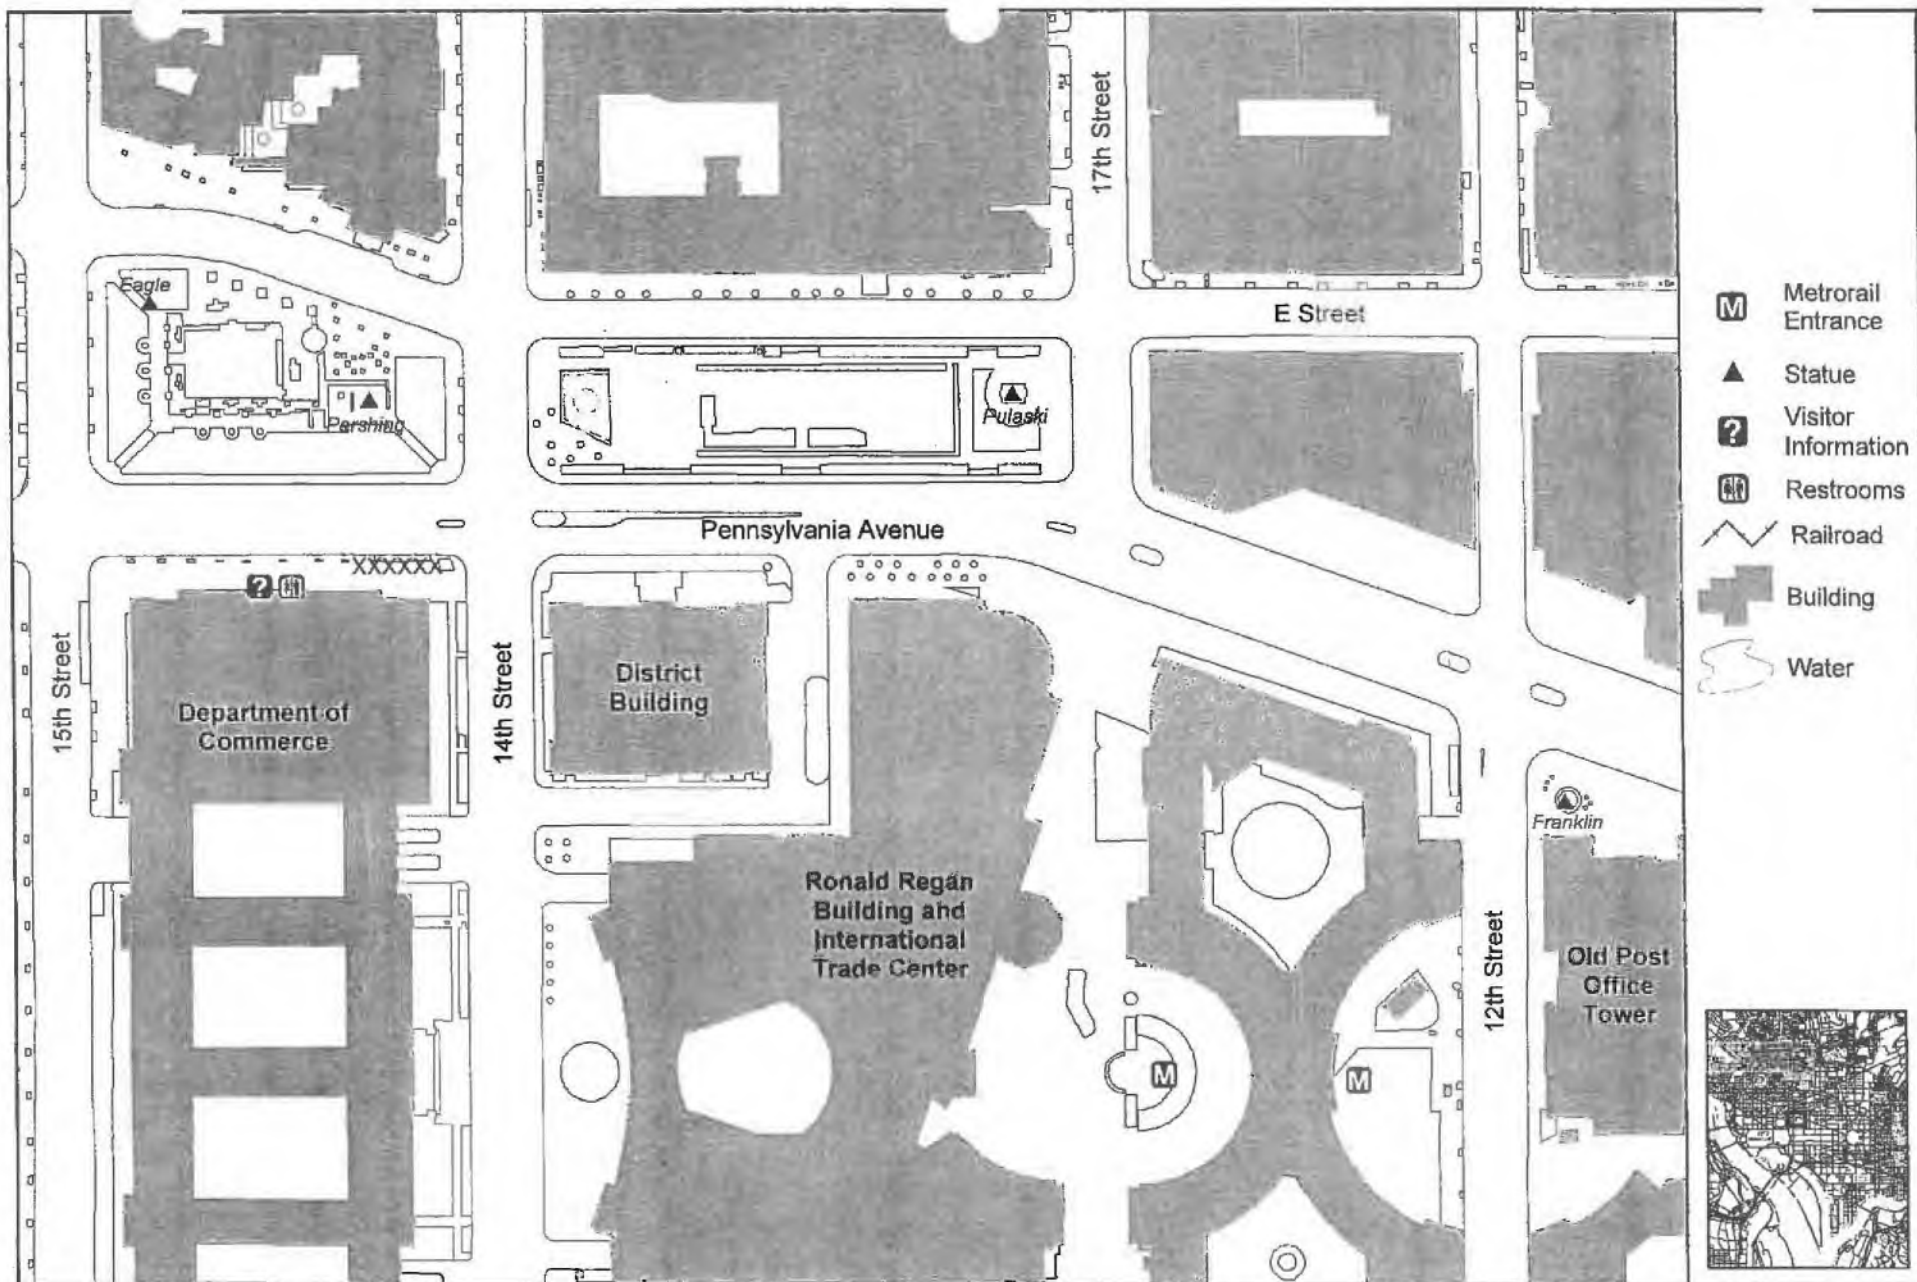 17th Street
Eagle
E Street
Pershing
Pulaski
Pennsylvania Avenue
15th Street
Department of
Commerce
14th Street
District
Building
Ronald Regan
Building and
International
Trade Center
12th Street
Franklin
Old Post
Office
Tower
M
M
?
M Metrorail
Entrance
Statue
? Visitor
Information
Restrooms
Railroad
Building
Water